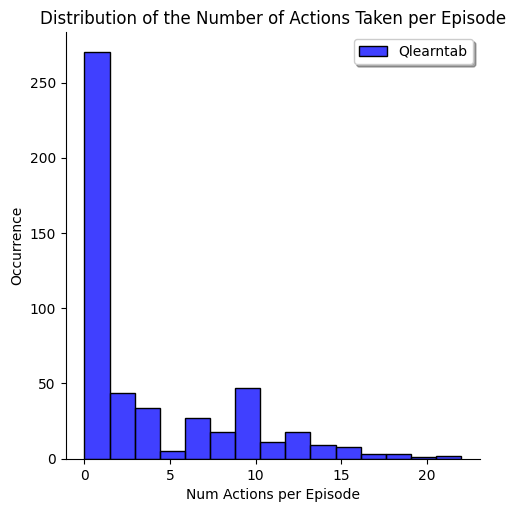 Distribution of the Number of Actions Taken per Episode
Qlearntab
250
200
150
100
50
0
Occurrence
0 5 10 15 20
Num Actions per Episode